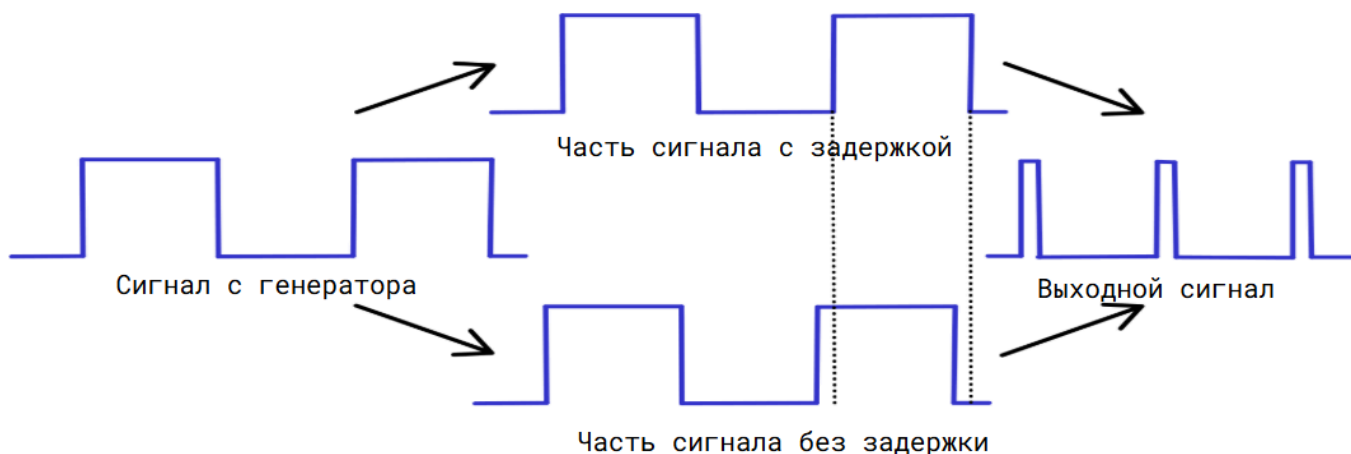 Часть сигнала с задержкой
Сигнал с генератора
Выходной сигнал
Часть сигнала без задержки